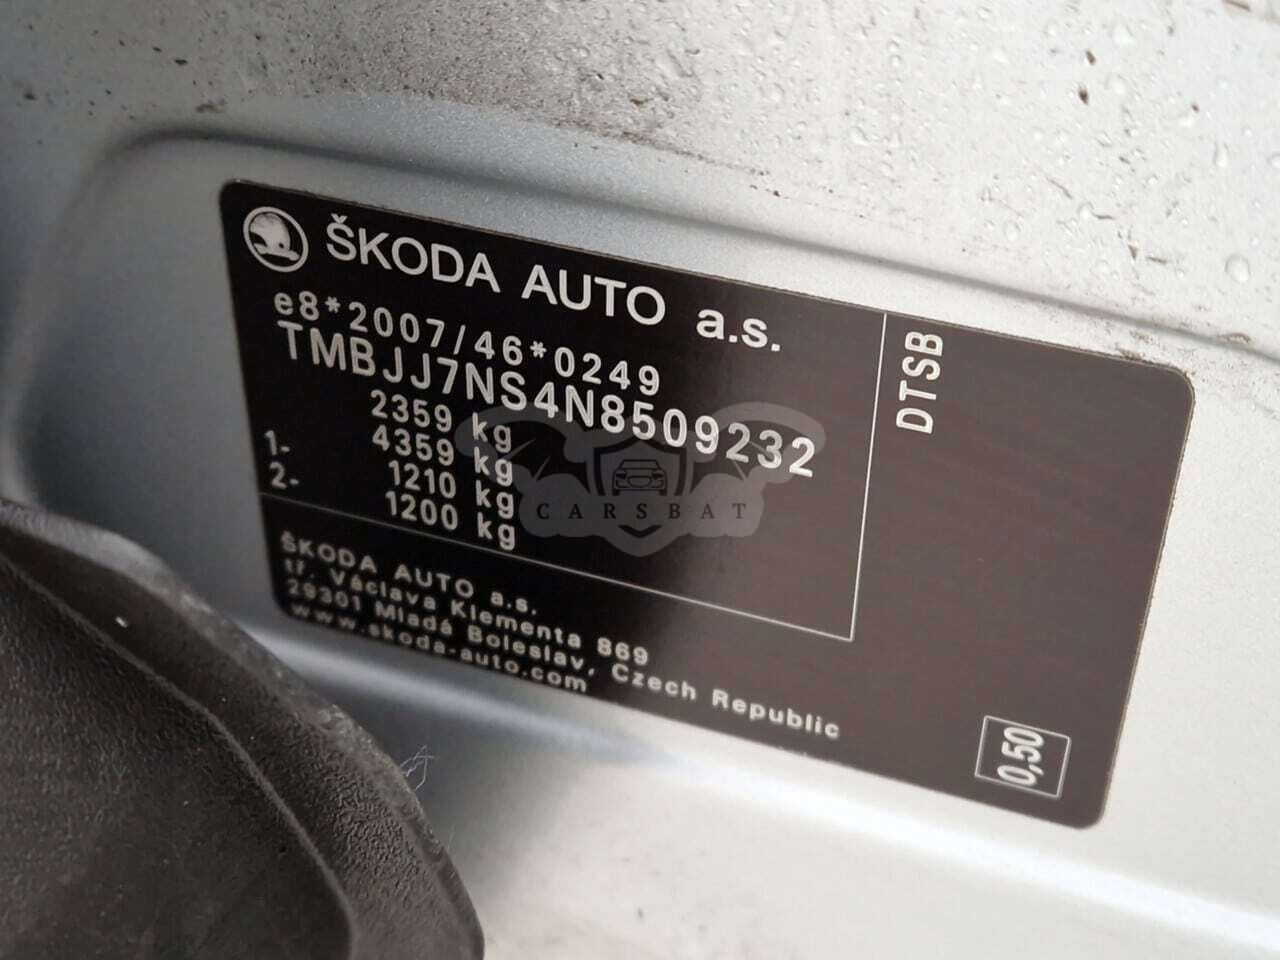 ŠKODA AUTO a.s.
e8*2007/46*0249
TMBJJ7NS4N8509232
2359 kg
4359 kg
1- 1210 kg
2- 1200 kg
ŠKODA AUTO a.s.
tř. Václava Klementa 869
29301 Mladá Boleslav, Czech Republic
www.skoda-auto.com
DTSB
0,50
CARSBAT